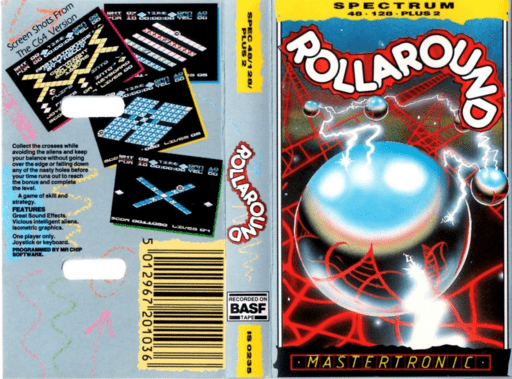 Screen Shots From
The C64 Version
Collect the crosses while
avoiding the aliens and keep
your balance without going
over the edge or falling down
any of the nasty holes before
your time runs out to reach
the bonus and complete
the level.
A game of skill and
strategy.
FEATURES
Great Sound Effects.
Vicious intelligent aliens.
Isometric graphics.
One player only.
Joystick or keyboard.
PROGRAMMED BY MR CHIP
SOFTWARE.
5 012967 201036
SPEC 48/128/
PLUS 2
ROLLAROUND
RECORDED ON
BASF
TAPE
IS 0235
SPECTRUM
48 · 128 · PLUS 2
ROLLAROUND
· MASTERTRONIC ·